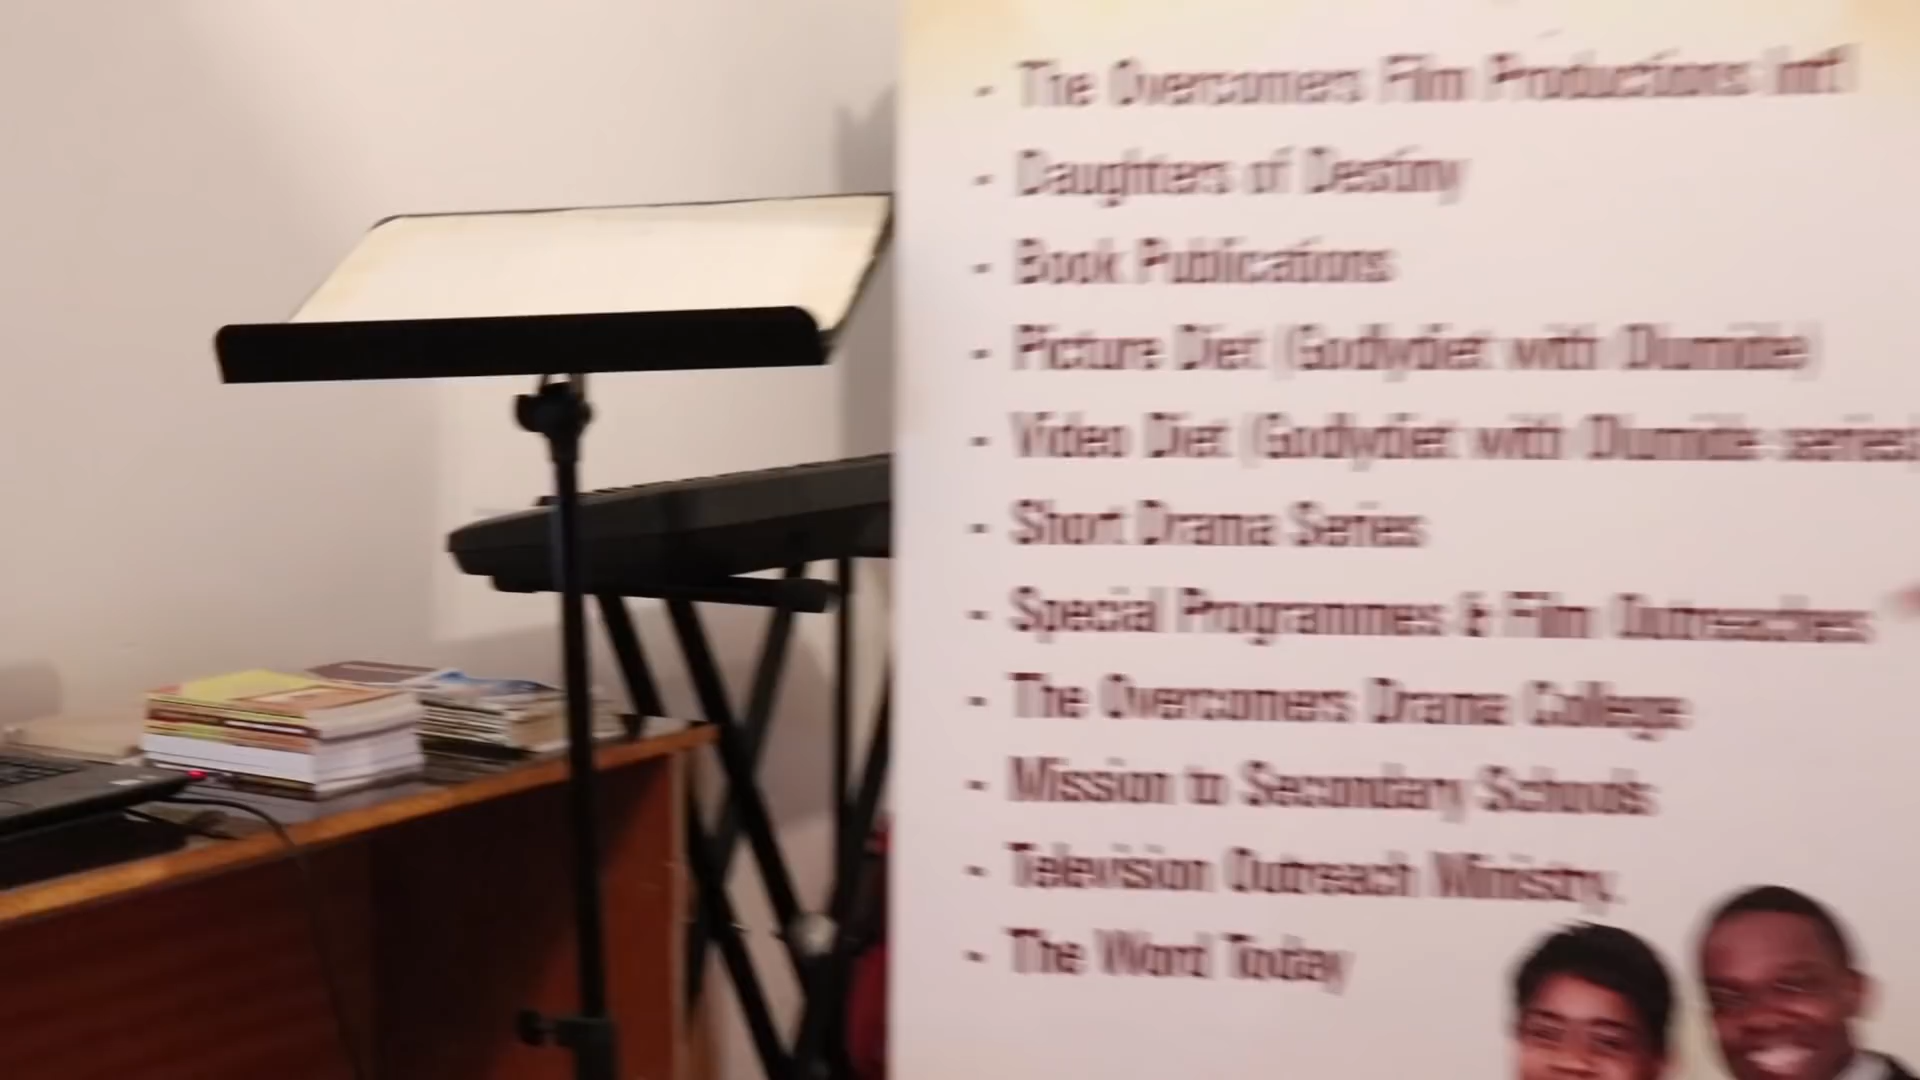 - The Overcomers Film Productions Int'l
- Daughters of Destiny
- Book Publications
- Picture Diet (Godlydiet with Olumide)
- Video Diet (Godlydiet with Olumide series)
- Short Drama Series
- Special Programmes & Film Outreaches
- The Overcomers Drama College
- Mission to Secondary Schools
- Television Outreach Ministry.
- The Word Today